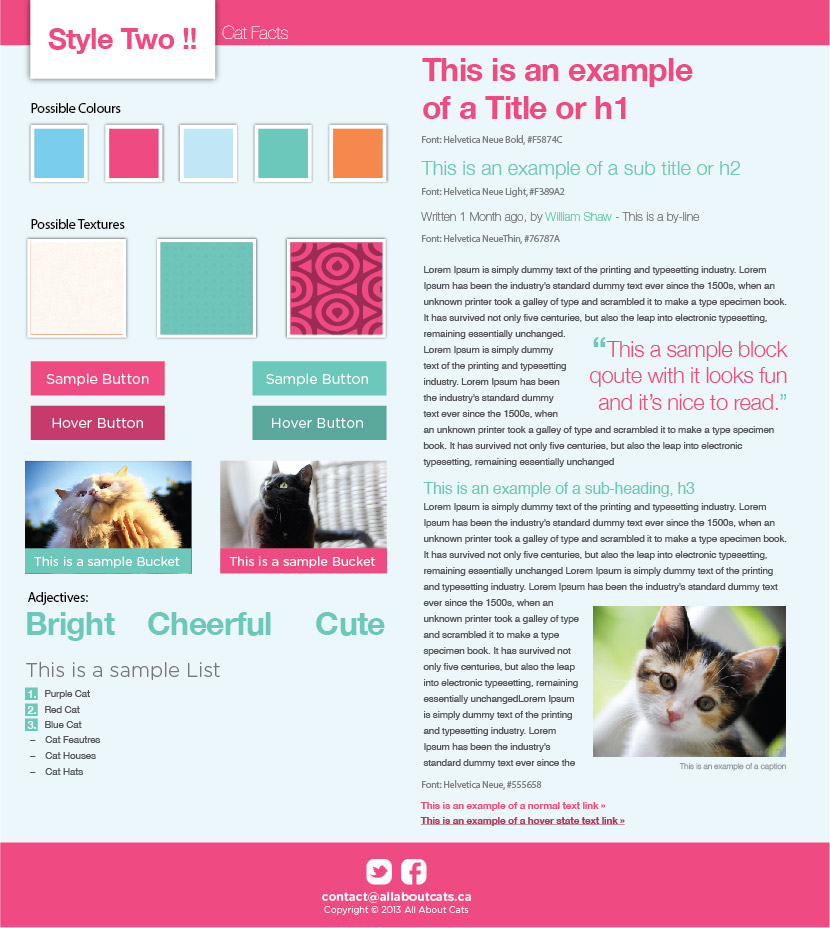 Style Two !!
Cat Facts
Possible Colours
Possible Textures
Sample Button
Sample Button
Hover Button
Hover Button
This is a sample Bucket
This is a sample Bucket
Adjectives:
Bright Cheerful Cute
This is a sample List
1. Purple Cat
2. Red Cat
3. Blue Cat
– Cat Feautres
– Cat Houses
– Cat Hats
This is an example
of a Title or h1
Font: Helvetica Neue Bold, #F5874C
This is an example of a sub title or h2
Font: Helvetica Neue Light, #F389A2
Written 1 Month ago, by William Shaw - This is a by-line
Font: Helvetica NeueThin, #76787A
Lorem Ipsum is simply dummy text of the printing and typesetting industry. Lorem
Ipsum has been the industry's standard dummy text ever since the 1500s, when an
unknown printer took a galley of type and scrambled it to make a type specimen book.
It has survived not only five centuries, but also the leap into electronic typesetting,
remaining essentially unchanged.
Lorem Ipsum is simply dummy
text of the printing and typesetting
industry. Lorem Ipsum has been
the industry's standard dummy
text ever since the 1500s, when
an unknown printer took a galley of type and scrambled it to make a type specimen
book. It has survived not only five centuries, but also the leap into electronic
typesetting, remaining essentially unchanged
“This a sample block
qoute with it looks fun
and it’s nice to read.”
This is an example of a sub-heading, h3
Lorem Ipsum is simply dummy text of the printing and typesetting industry. Lorem
Ipsum has been the industry's standard dummy text ever since the 1500s, when an
unknown printer took a galley of type and scrambled it to make a type specimen book.
It has survived not only five centuries, but also the leap into electronic typesetting,
remaining essentially unchanged Lorem Ipsum is simply dummy text of the printing
and typesetting industry. Lorem Ipsum has been the industry's standard dummy text
ever since the 1500s, when an
unknown printer took a galley of type
and scrambled it to make a type
specimen book. It has survived not
only five centuries, but also the leap
into electronic typesetting, remaining
essentially unchangedLorem Ipsum
is simply dummy text of the printing
and typesetting industry. Lorem
Ipsum has been the industry's
standard dummy text ever since the
This is an example of a caption
Font: Helvetica Neue, #555658
This is an example of a normal text link »
This is an example of a hover state text link »
contact@allaboutcats.ca
Copyright © 2013 All About Cats